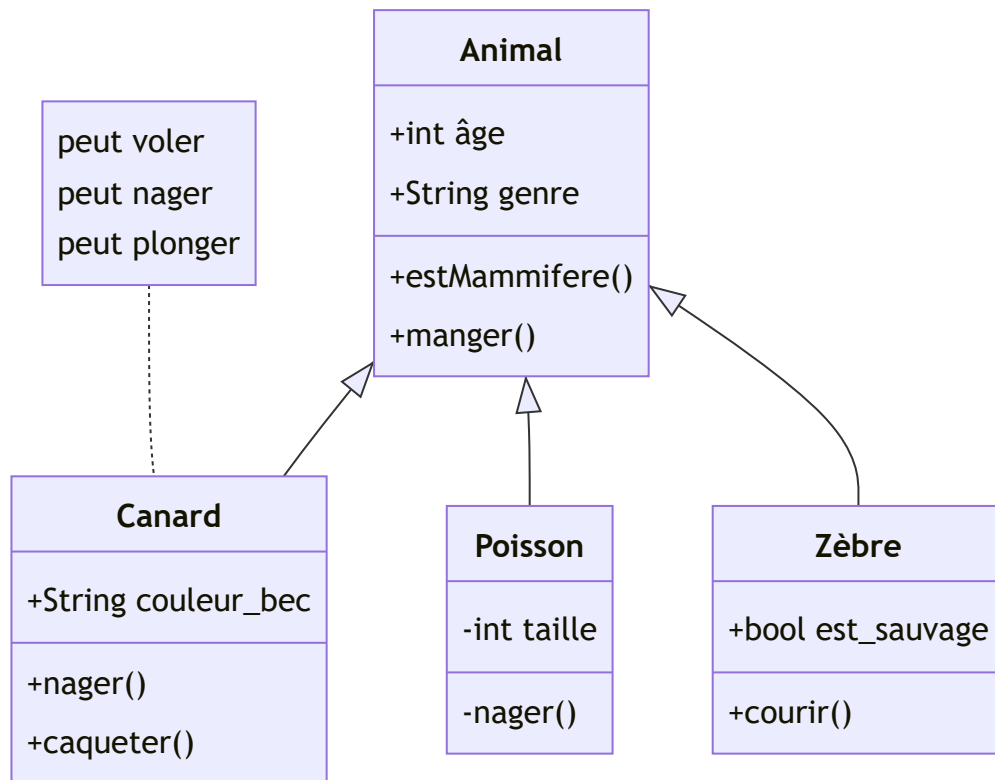 Animal
+int âge
+String genre
+estMammifere()
+manger()
peut voler
peut nager
peut plonger
Canard
+String couleur_bec
+nager()
+caqueter()
Poisson
-int taille
-nager()
Zèbre
+bool est_sauvage
+courir()